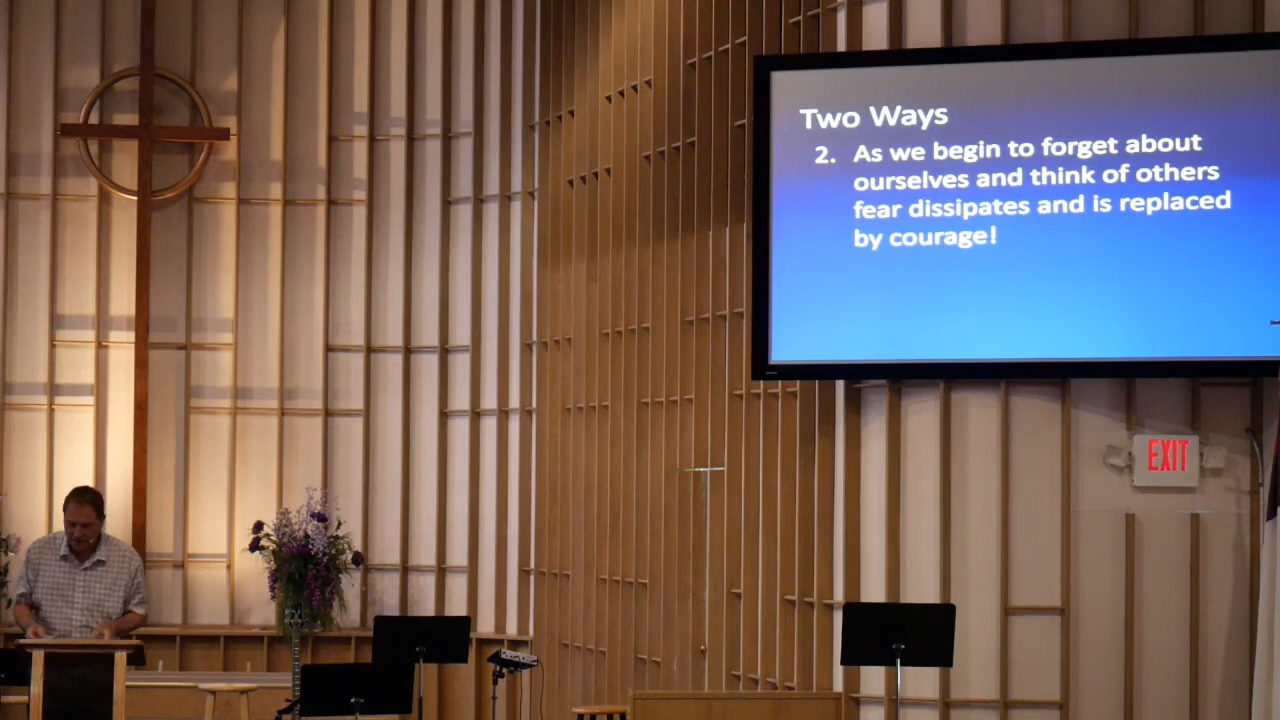 Two Ways
2. As we begin to forget about
ourselves and think of others
fear dissipates and is replaced
by courage!
EXIT